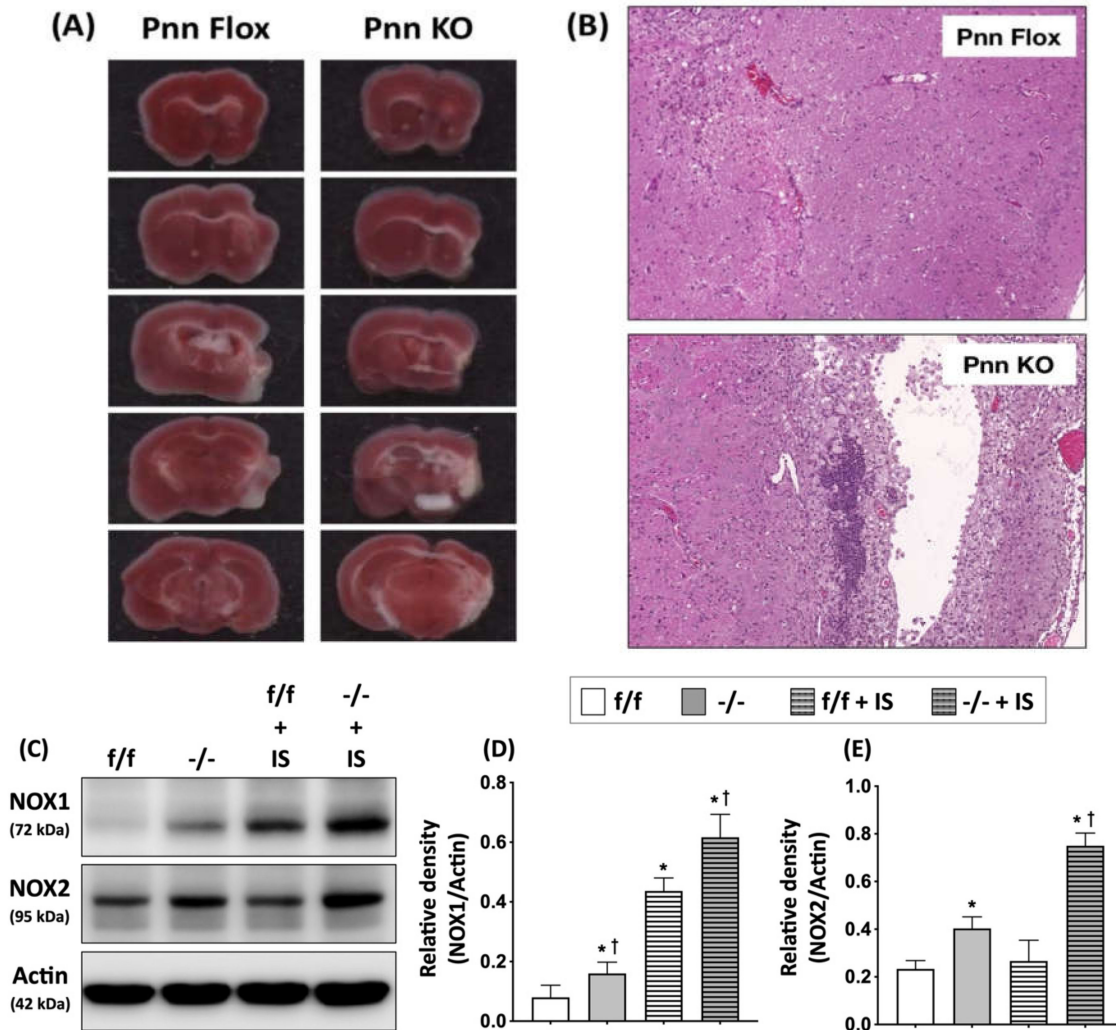 (A)
Pnn Flox
Pnn KO
(B)
Pnn Flox
Pnn KO
f/f
-/-
f/f + IS
-/- + IS
(C)
f/f
-/-
f/f
+
IS
-/-
+
IS
NOX1
(72 kDa)
NOX2
(95 kDa)
Actin
(42 kDa)
(D)
Relative density
(NOX1/Actin)
0.8
0.6
0.4
0.2
0.0
* †
*
* †
(E)
Relative density
(NOX2/Actin)
1.0
0.8
0.6
0.4
0.2
0.0
*
* †